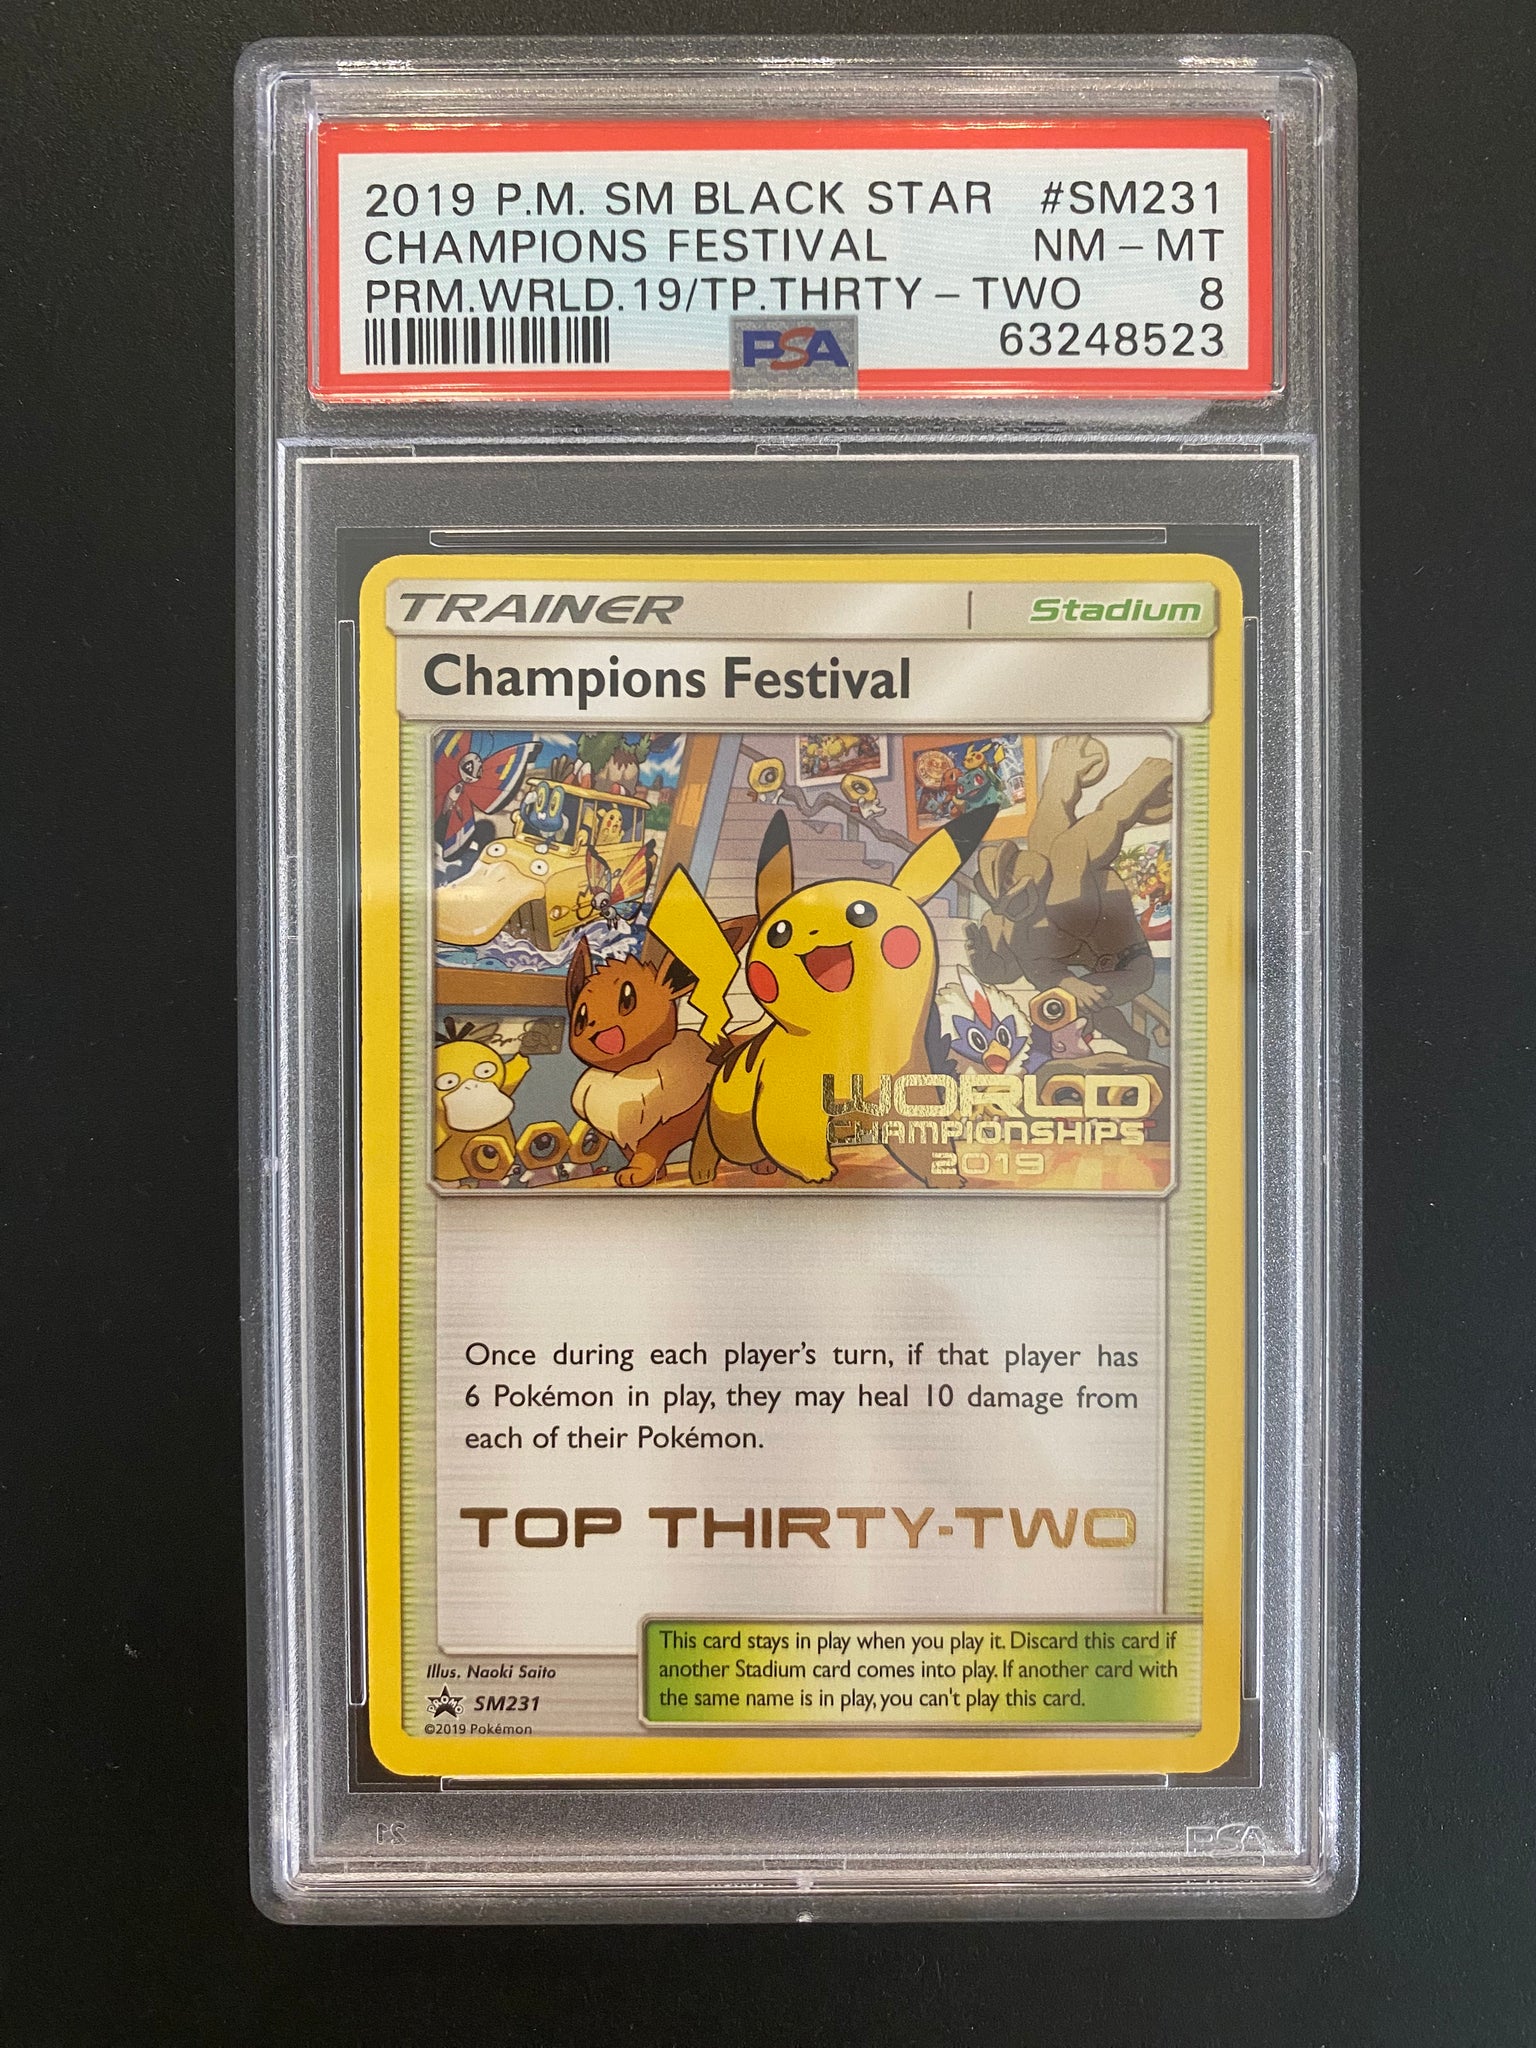 2019 P.M. SM BLACK STAR #SM231
CHAMPIONS FESTIVAL NM - MT
PRM.WRLD.19/TP.THRTY - TWO 8
PSA 63248523
TRAINER Stadium
Champions Festival
WORLD
CHAMPIONSHIPS
2019
Once during each player's turn, if that player has
6 Pokémon in play, they may heal 10 damage from
each of their Pokémon.
TOP THIRTY-TWO
This card stays in play when you play it. Discard this card if
another Stadium card comes into play. If another card with
the same name is in play, you can't play this card.
Illus. Naoki Saito
PROMO SM231
©2019 Pokémon
21 PSA